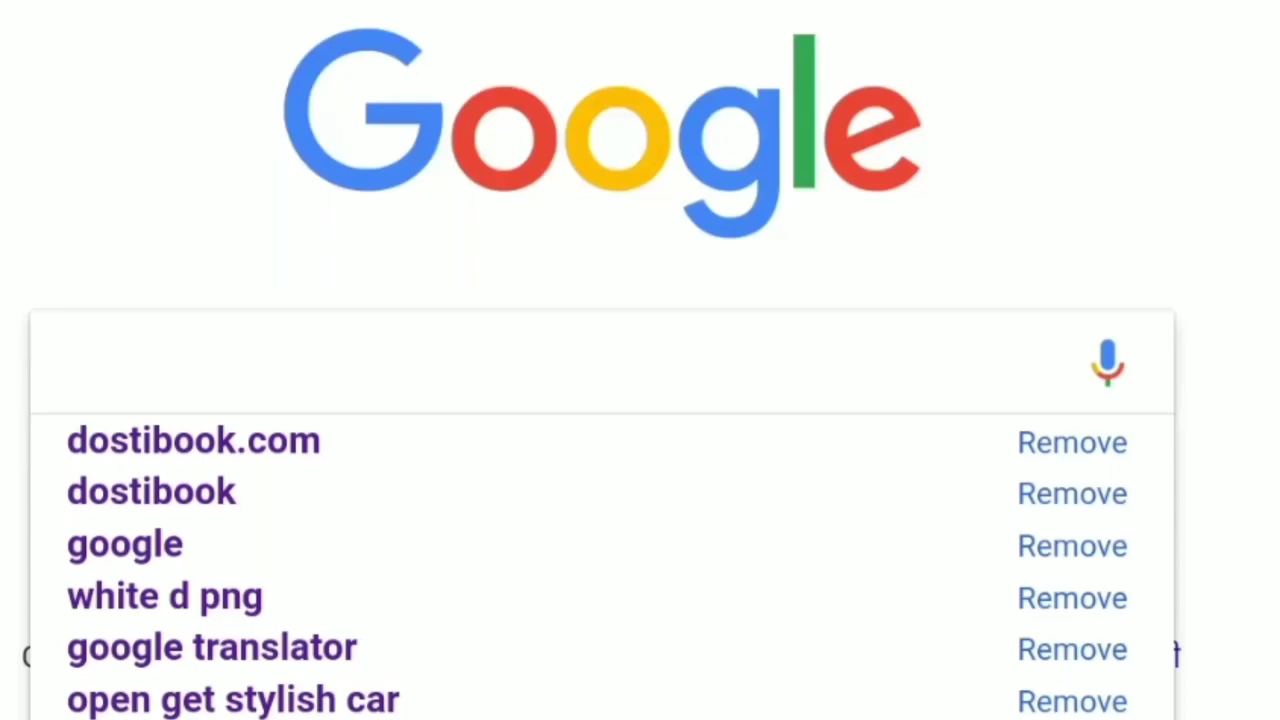 Google
dostibook.com Remove
dostibook Remove
google Remove
white d png Remove
google translator Remove
open get stylish car Remove